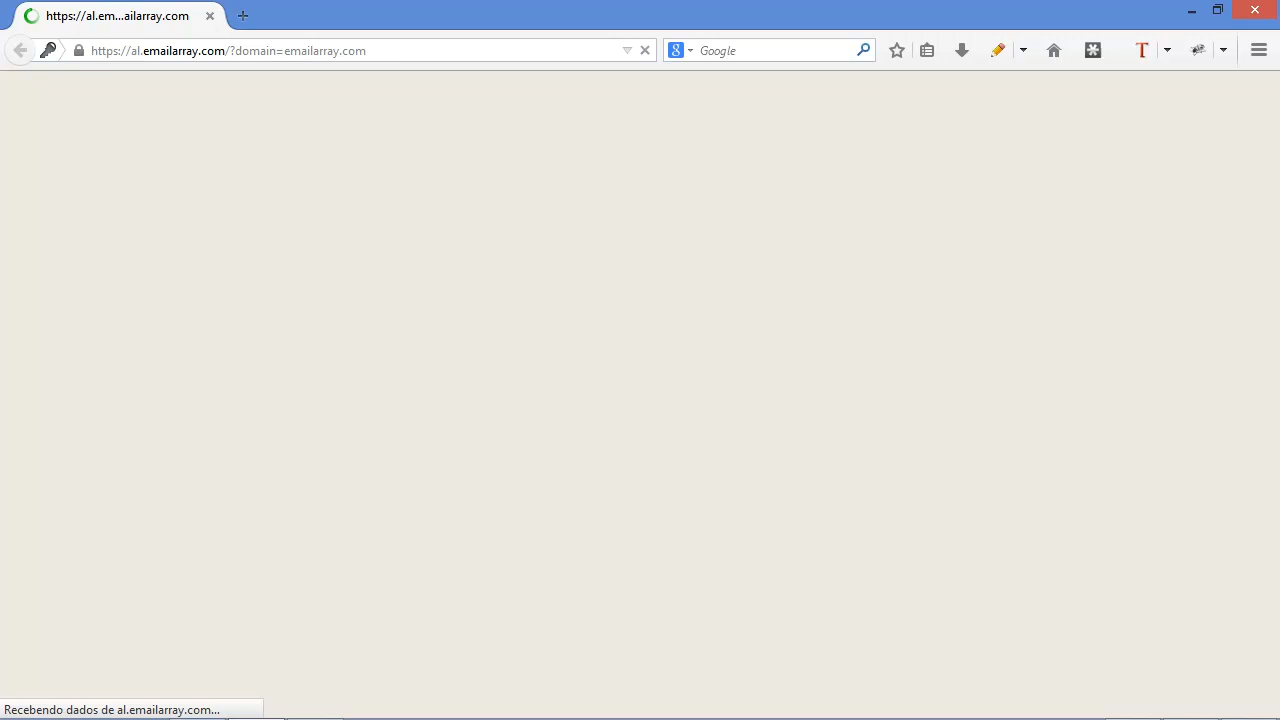 https://al.em...ailarray.com
https://al.emailarray.com/?domain=emailarray.com
Google
Recebendo dados de al.emailarray.com...